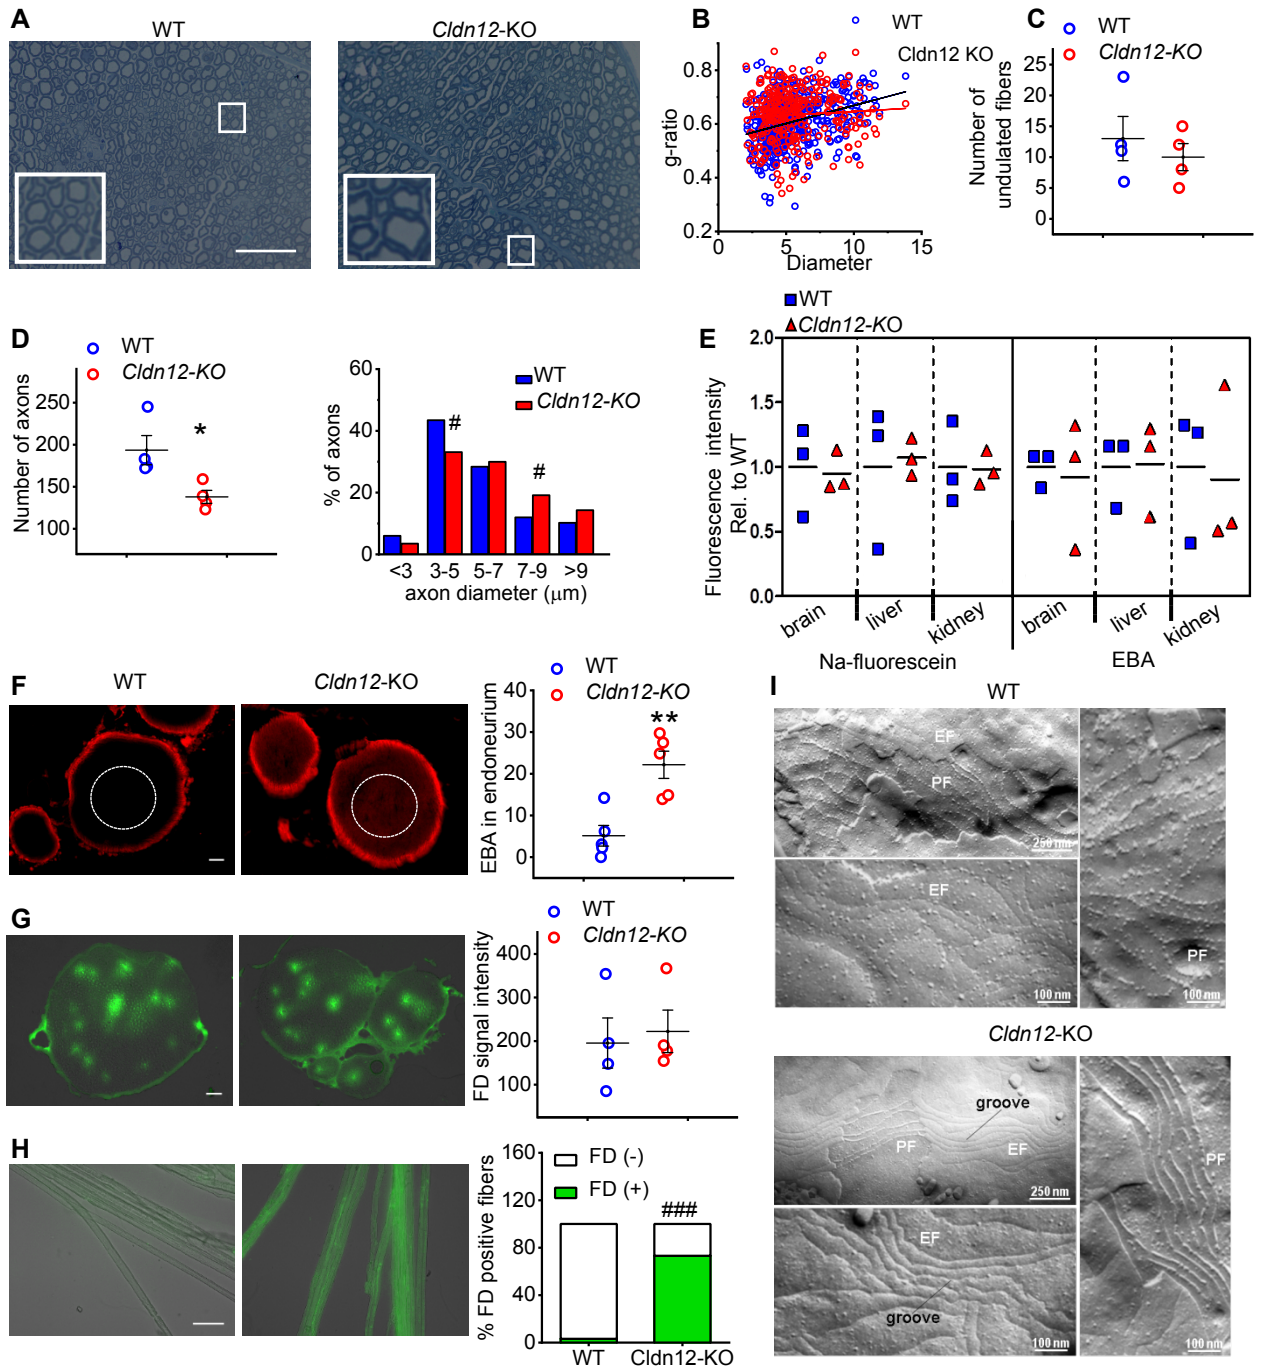 A
WT
Cldn12-KO
B
WT
Cldn12 KO
0.8
0.6
0.4
0.2
g-ratio
0
5
10
15
Diameter
C
WT
Cldn12-KO
25
20
15
10
5
0
Number of
undulated fibers
D
WT
Cldn12-KO
250
200
150
100
Number of axons
*
60
40
20
0
% of axons
WT
Cldn12-KO
#
#
<3
3-5
5-7
7-9
>9
axon diameter (μm)
E
WT
Cldn12-KO
2.0
1.5
1.0
0.5
0.0
Fluorescence intensity
Rel. to WT
brain
liver
kidney
brain
liver
kidney
Na-fluorescein
EBA
F
WT
Cldn12-KO
WT
Cldn12-KO
40
30
20
10
0
EBA in endoneurium
**
G
WT
Cldn12-KO
400
300
200
100
FD signal intensity
H
160
120
80
40
0
% FD positive fibers
FD (-)
FD (+)
###
WT
Cldn12-KO
I
WT
EF
PF
250 nm
EF
100 nm
PF
100 nm
Cldn12-KO
groove
PF
EF
250 nm
EF
groove
100 nm
PF
100 nm